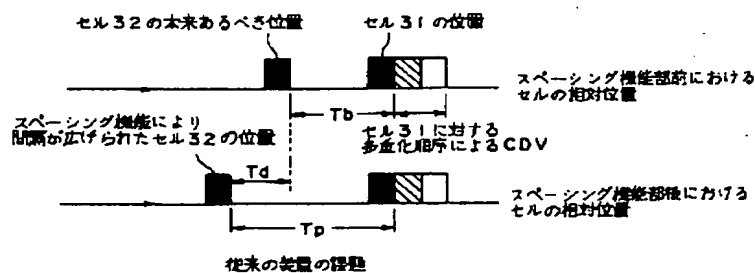 セル32の本来あるべき位置
セル31の位置
スペーシング機能部前における
セルの相対位置
Tb
スペーシング機能により
間隔が広げられたセル32の位置
セル31に対する
多重化順序によるCDV
Td
スペーシング機能部後における
セルの相対位置
Tp
従来の装置の課題